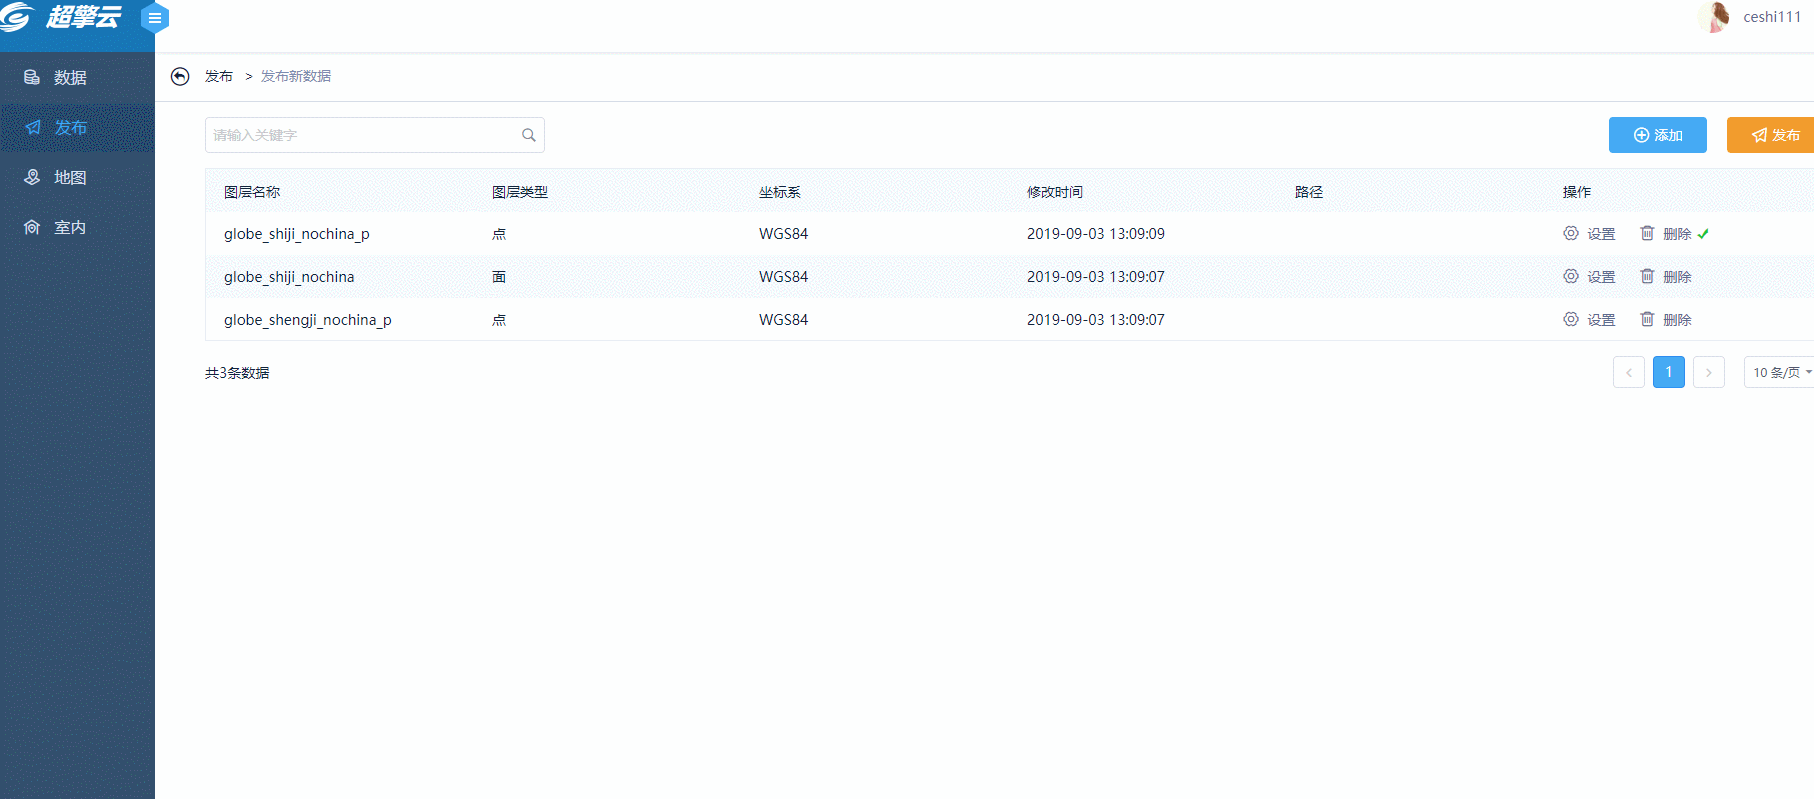 超擎云
ceshi111
数据
发布
地图
室内
发布 > 发布新数据
请输入关键字
添加
发布
图层名称 图层类型 坐标系 修改时间 路径 操作
globe_shiji_nochina_p 点 WGS84 2019-09-03 13:09:09 设置 删除
globe_shiji_nochina 面 WGS84 2019-09-03 13:09:07 设置 删除
globe_shengji_nochina_p 点 WGS84 2019-09-03 13:09:07 设置 删除
共3条数据
< 1 > 10 条/页